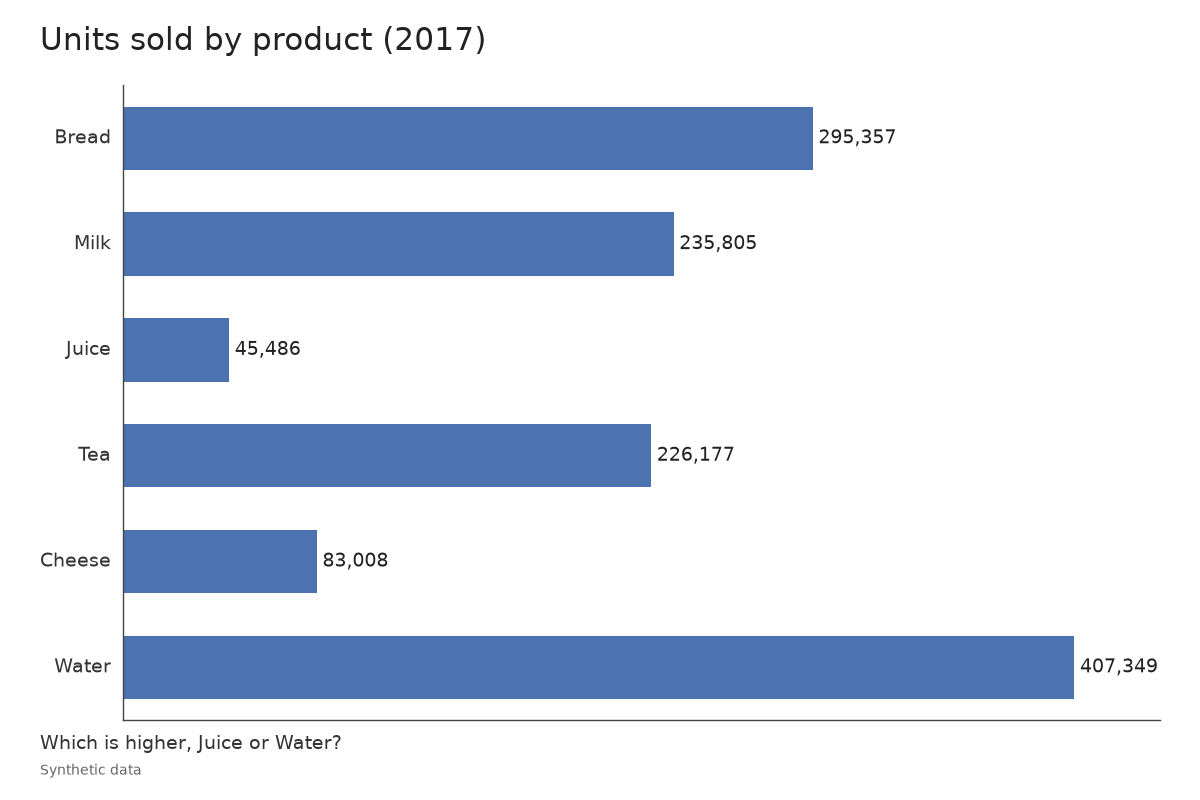 Units sold by product (2017)
Bread 295,357
Milk 235,805
Juice 45,486
Tea 226,177
Cheese 83,008
Water 407,349
Which is higher, Juice or Water?
Synthetic data